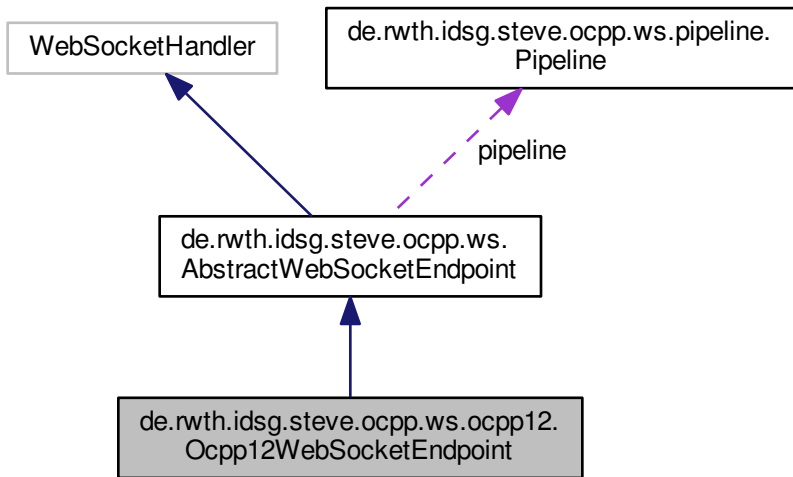 WebSocketHandler
de.rwth.idsg.steve.ocpp.ws.pipeline.
Pipeline
pipeline
de.rwth.idsg.steve.ocpp.ws.
AbstractWebSocketEndpoint
de.rwth.idsg.steve.ocpp.ws.ocpp12.
Ocpp12WebSocketEndpoint